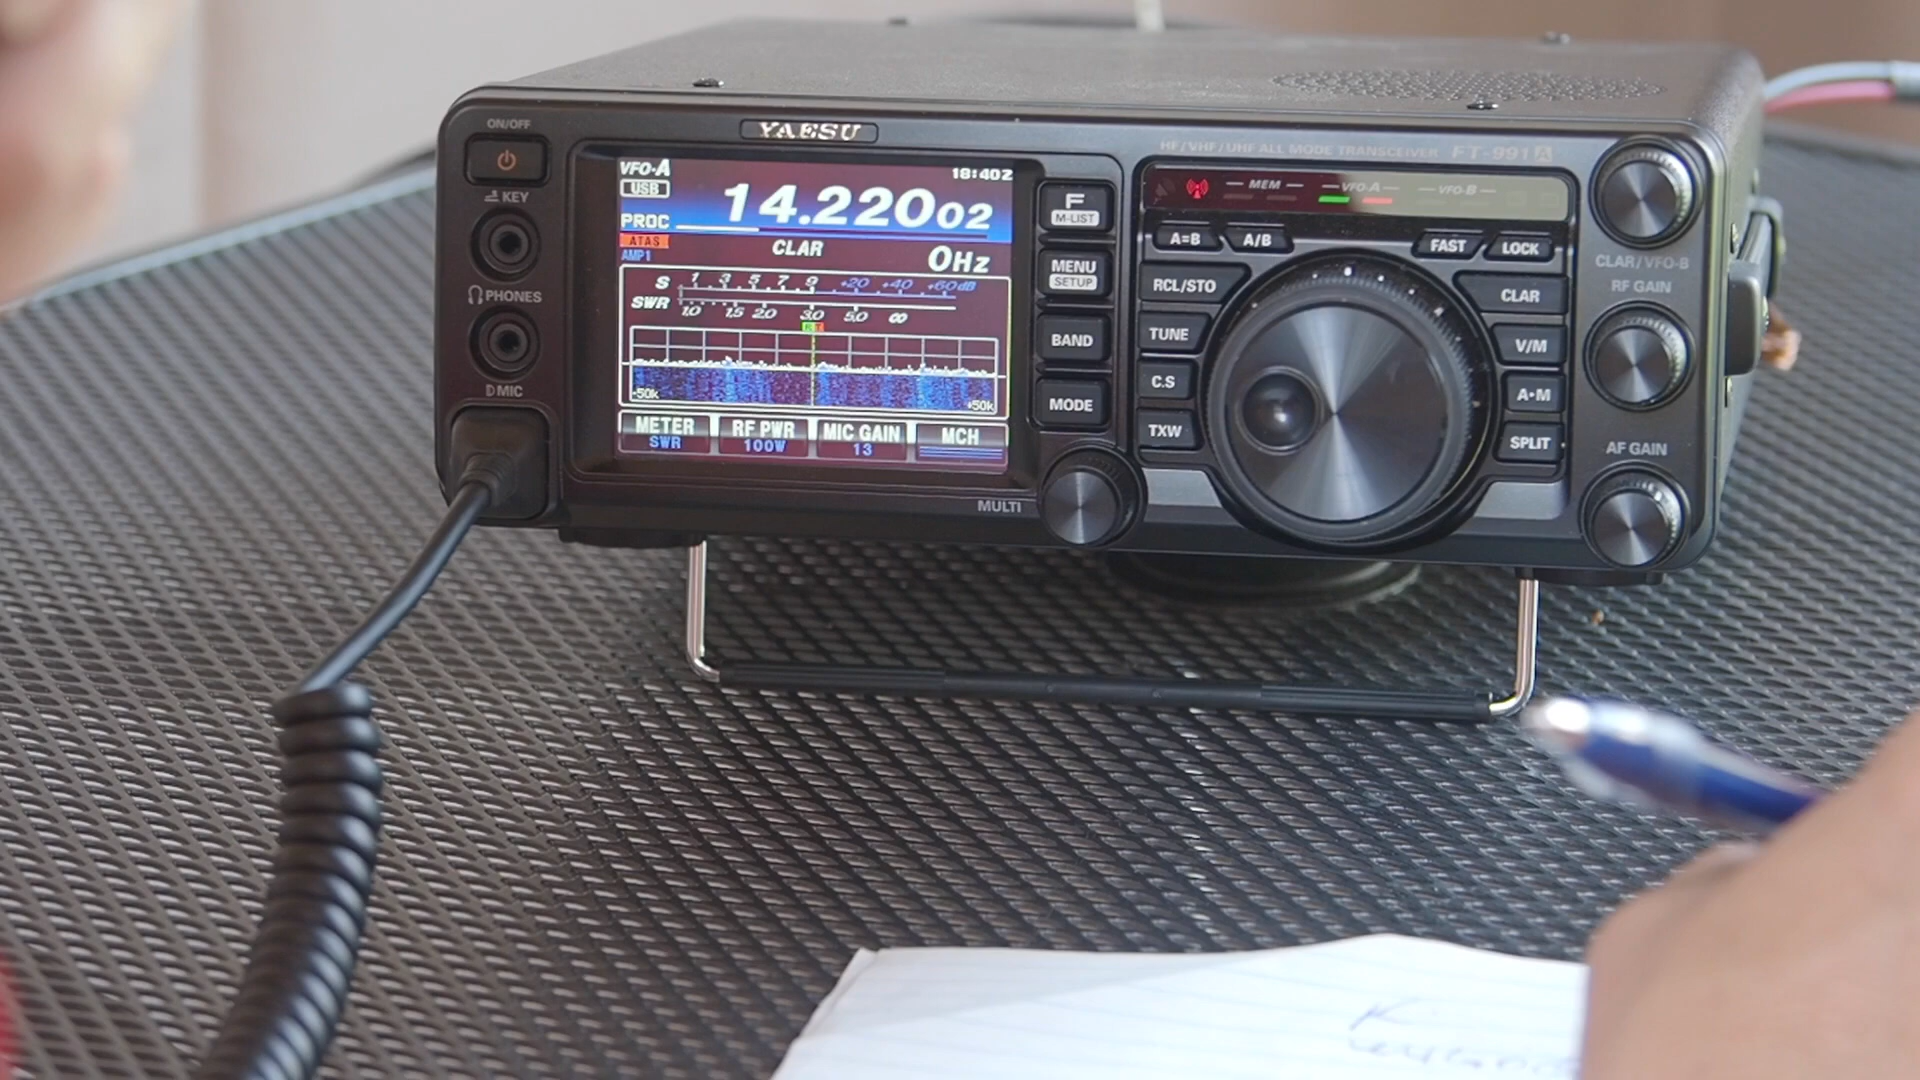 YAESU
HF/VHF/UHF ALL MODE TRANSCEIVER FT-991A
ON/OFF
KEY
PHONES
MIC
VFO-A
18:40Z
USB
14.22002
PROC
ATAS
CLAR
0Hz
AMP1
S 1 3 5 7 9 +20 +40 +60dB
SWR 1.0 1.5 2.0 3.0 5.0 ∞
R T
-50k
+50k
METER RF PWR MIC GAIN MCH
SWR 100W 13
F
M-LIST
MENU
SETUP
BAND
MODE
MULTI
MEM VFO-A VFO-B
A=B A/B FAST LOCK
RCL/STO
TUNE
C.S
TXW
CLAR
V/M
A▸M
SPLIT
CLAR/VFO-B
RF GAIN
AF GAIN